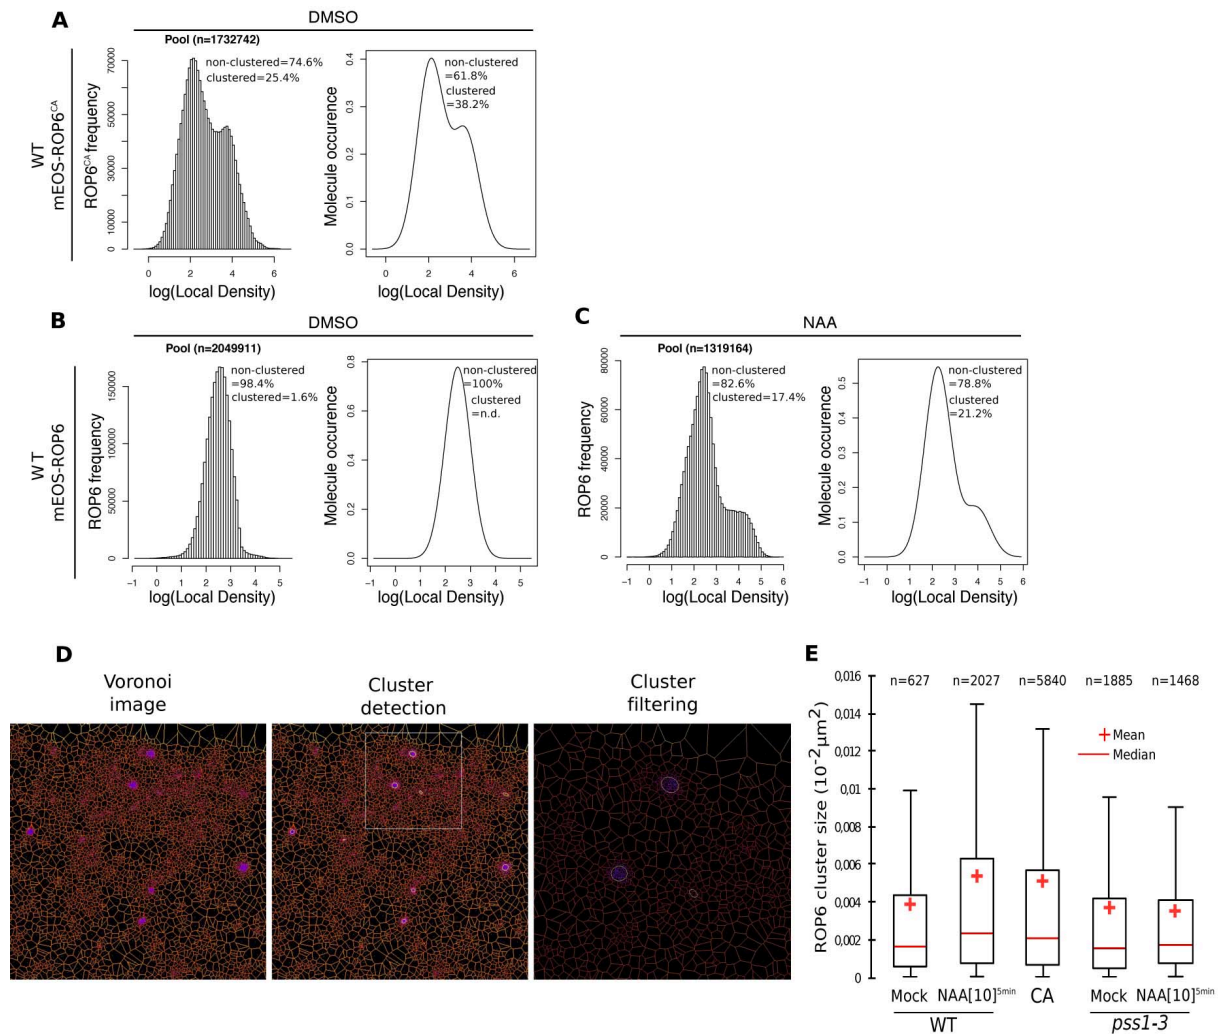 A
DMSO
Pool (n=1732742)
WT
mEOS-ROP6CA
ROP6CA frequency
70000
50000
30000
10000
0
non-clustered=74.6%
clustered=25.4%
0 2 4 6
log(Local Density)
Molecule occurence
0.4
0.3
0.2
0.1
0.0
non-clustered
=61.8%
clustered
=38.2%
0 2 4 6
log(Local Density)
B
DMSO
Pool (n=2049911)
WT
mEOS-ROP6
ROP6 frequency
150000
100000
50000
0
non-clustered
=98.4%
clustered=1.6%
−1 0 1 2 3 4 5
log(Local Density)
Molecule occurence
0.8
0.6
0.4
0.2
0.0
non-clustered
=100%
clustered
=n.d.
−1 0 1 2 3 4 5
log(Local Density)
C
NAA
Pool (n=1319164)
ROP6 frequency
80000
60000
40000
20000
0
non-clustered
=82.6%
clustered=17.4%
−1 0 1 2 3 4 5 6
log(Local Density)
Molecule occurence
0.5
0.4
0.3
0.2
0.1
0.0
non-clustered
=78.8%
clustered
=21.2%
−1 0 1 2 3 4 5 6
log(Local Density)
D
Voronoi
image
Cluster
detection
Cluster
filtering
E
ROP6 cluster size (10-2µm2)
0,016
0,014
0,012
0,01
0,008
0,006
0,004
0,002
0
n=627 n=2027 n=5840 n=1885 n=1468
Mean
Median
Mock NAA[10]5min CA Mock NAA[10]5min
WT pss1-3